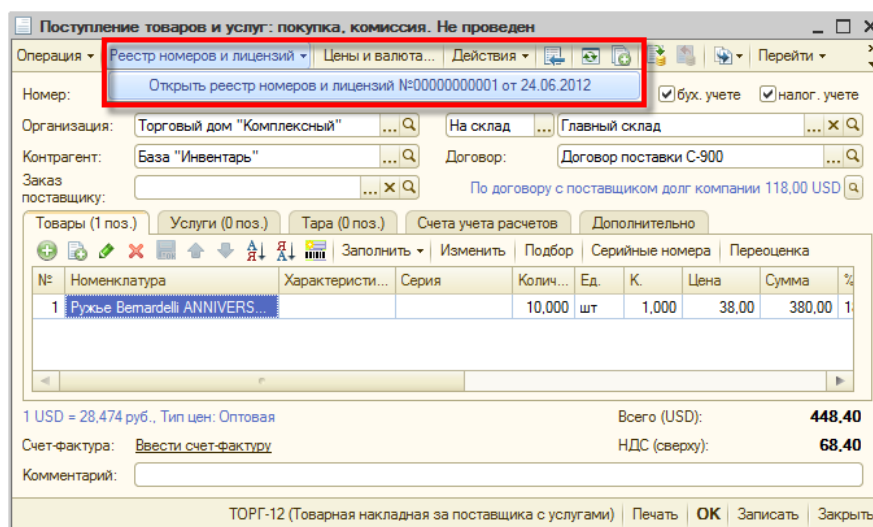 Поступление товаров и услуг: покупка, комиссия. Не проведен
Операция Реестр номеров и лицензий Цены и валюта... Действия Перейти
Открыть реестр номеров и лицензий №00000000001 от 24.06.2012
Номер: бух. учете налог. учете
Организация: Торговый дом "Комплексный" ... На склад ... Главный склад ...
Контрагент: База "Инвентарь" ... Договор: Договор поставки С-900 ...
Заказ
поставщику: ... По договору с поставщиком долг компании 118,00 USD
Товары (1 поз.) Услуги (0 поз.) Тара (0 поз.) Счета учета расчетов Дополнительно
Заполнить Изменить Подбор Серийные номера Переоценка
№ Номенклатура Характеристи... Серия Колич... Ед. К. Цена Сумма %
1 Ружье Bernardelli ANNIVERS... 10,000 шт 1,000 38,00 380,00
1 USD = 28,474 руб., Тип цен: Оптовая Всего (USD): 448,40
Счет-фактура: Ввести счет-фактуру НДС (сверху): 68,40
Комментарий:
ТОРГ-12 (Товарная накладная за поставщика с услугами) Печать OK Записать Закрыть